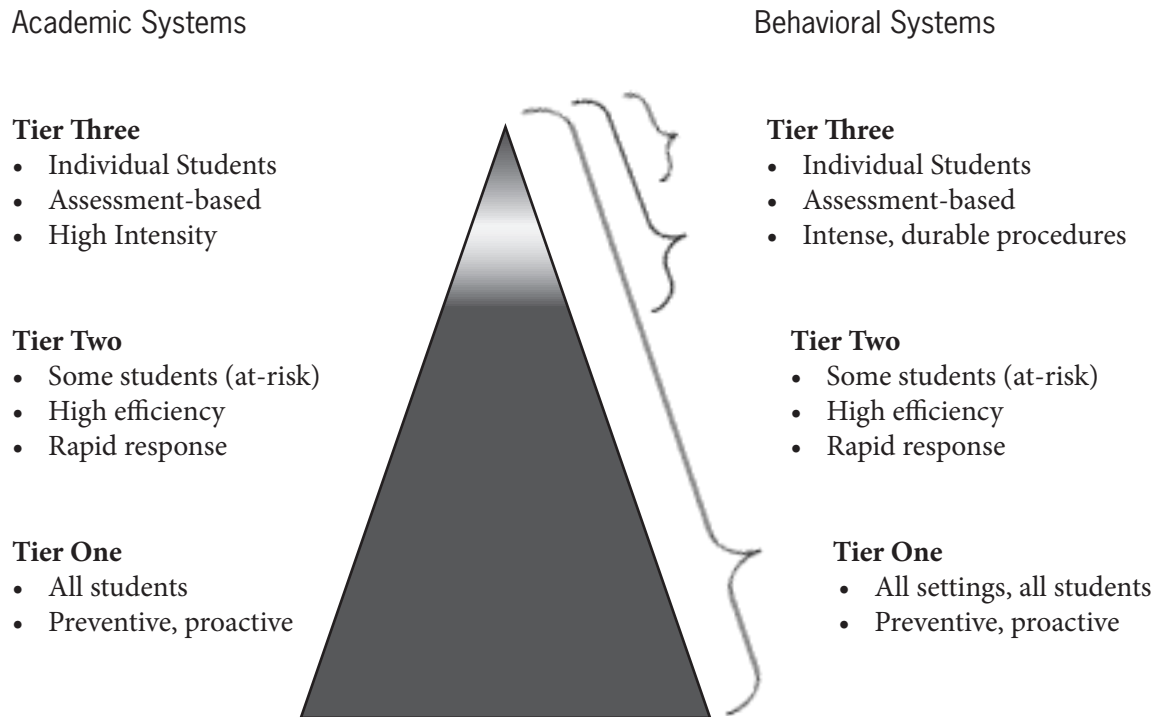 Academic Systems
Tier Three
• Individual Students
• Assessment-based
• High Intensity
Tier Two
• Some students (at-risk)
• High efficiency
• Rapid response
Tier One
• All students
• Preventive, proactive
Behavioral Systems
Tier Three
• Individual Students
• Assessment-based
• Intense, durable procedures
Tier Two
• Some students (at-risk)
• High efficiency
• Rapid response
Tier One
• All settings, all students
• Preventive, proactive